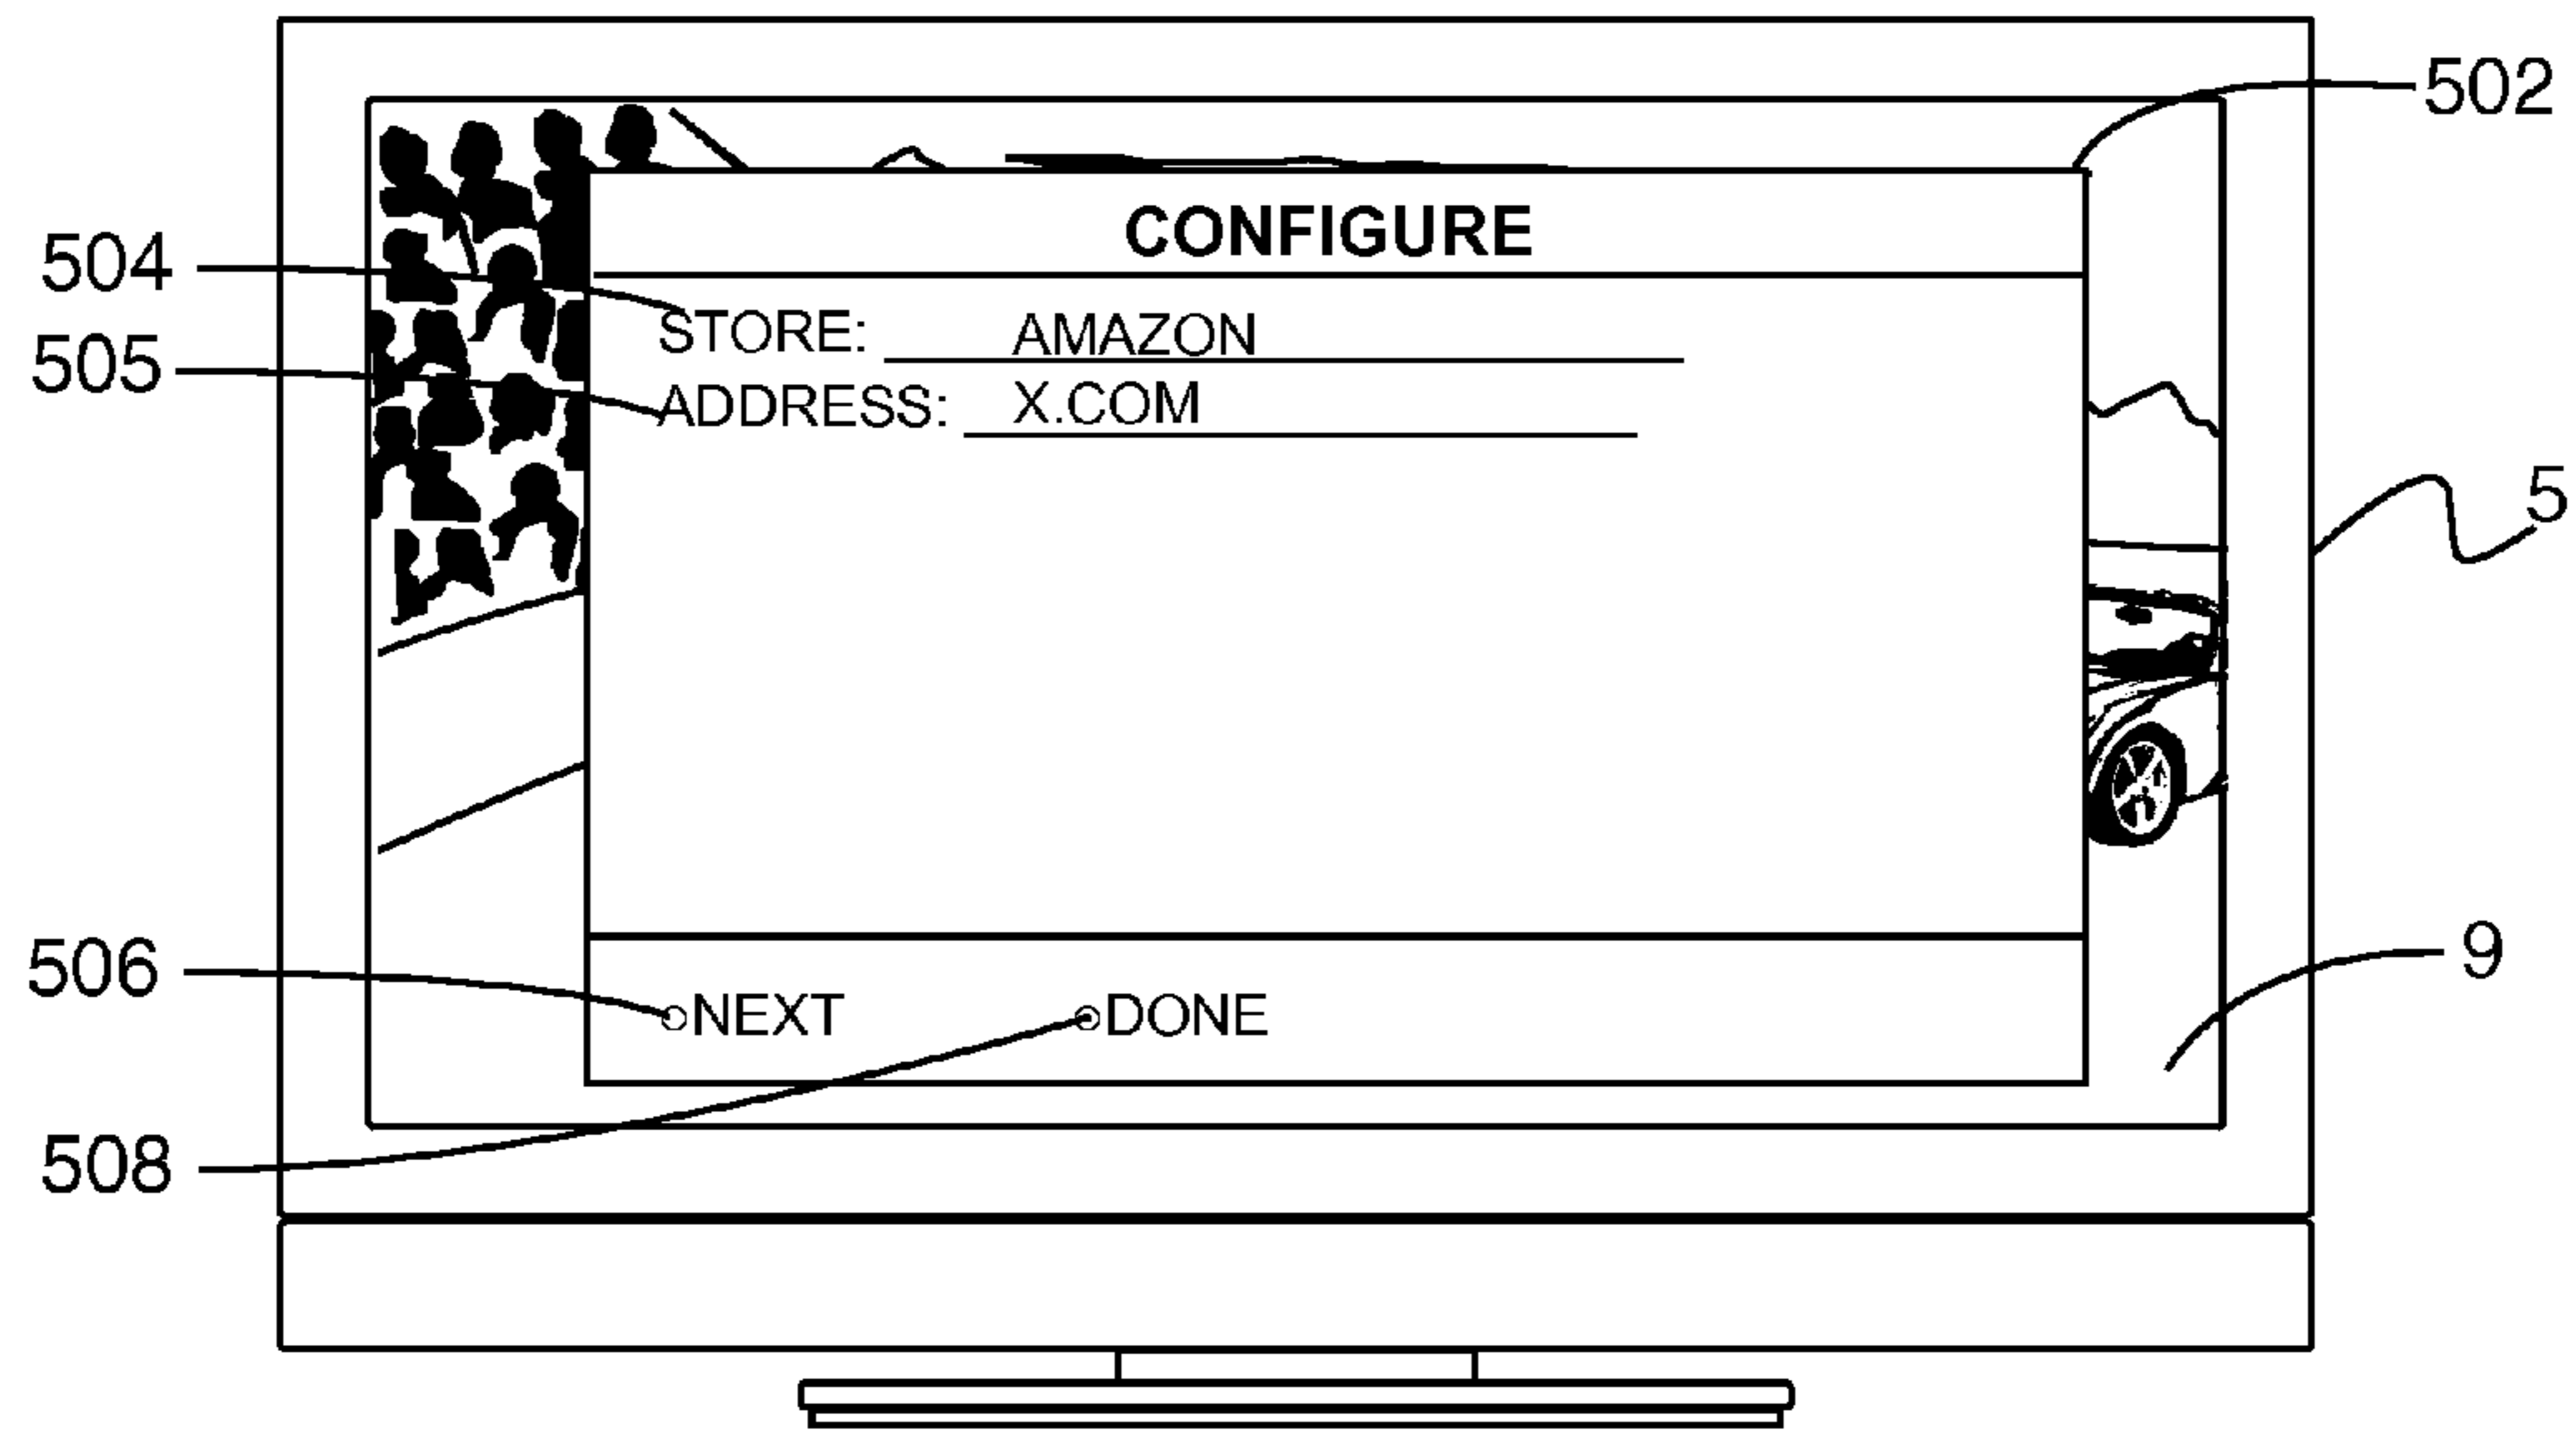 502
CONFIGURE
504
STORE: AMAZON
505
ADDRESS: X.COM
5
9
506
NEXT
DONE
508